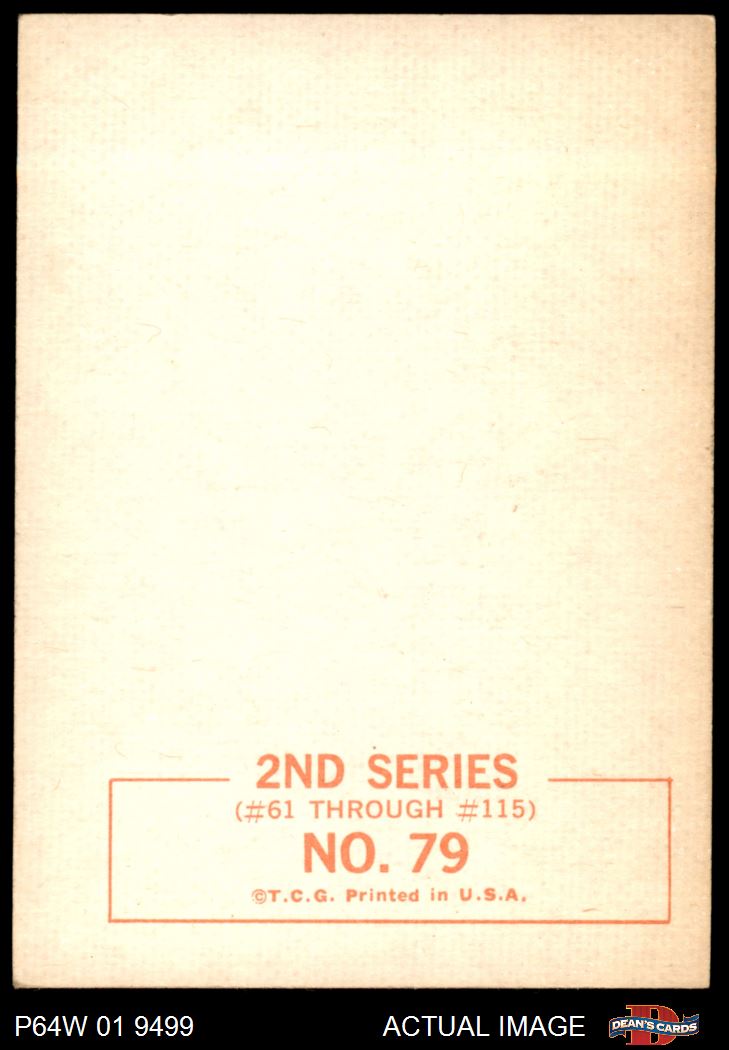 2ND SERIES
(#61 THROUGH #115)
NO. 79
©T.C.G. Printed in U.S.A.
P64W 01 9499
ACTUAL IMAGE
DEAN'S CARDS